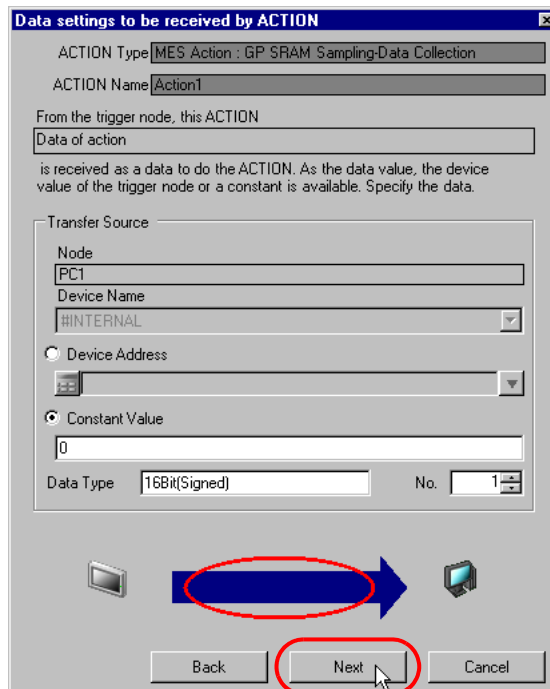 Data settings to be received by ACTION
ACTION Type MES Action : GP SRAM Sampling-Data Collection
ACTION Name Action1
From the trigger node, this ACTION
Data of action
is received as a data to do the ACTION. As the data value, the device
value of the trigger node or a constant is available. Specify the data.
Transfer Source
Node
PC1
Device Name
#INTERNAL
Device Address
Constant Value
0
Data Type 16Bit(Signed) No. 1
Back Next Cancel